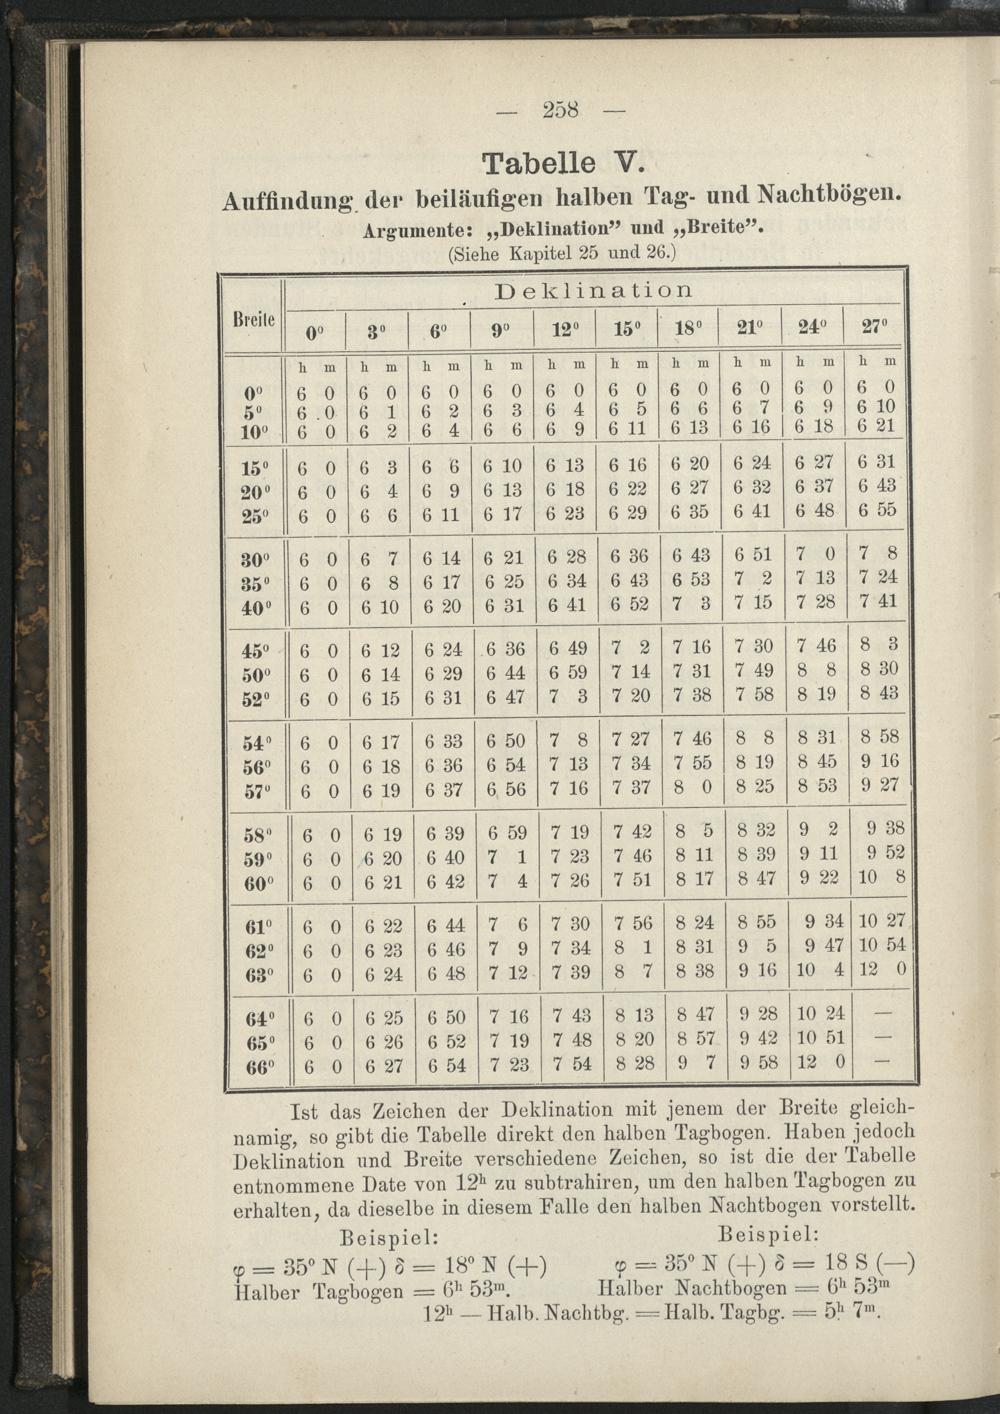 — 258 —
Tabelle V.
Auffindung der beiläufigen halben Tag- und Nachtbögen.
Argumente: „Deklination” und „Breite”.
(Siehe Kapitel 25 und 26.)
Breite Deklination
0° 3° 6° 9° 12° 15° 18° 21° 24° 27°
h m h m h m h m h m h m h m h m h m h m
0° 6 0 6 0 6 0 6 0 6 0 6 0 6 0 6 0 6 0 6 0
5° 6 0 6 1 6 2 6 3 6 4 6 5 6 6 6 7 6 9 6 10
10° 6 0 6 2 6 4 6 6 6 9 6 11 6 13 6 16 6 18 6 21
15° 6 0 6 3 6 6 6 10 6 13 6 16 6 20 6 24 6 27 6 31
20° 6 0 6 4 6 9 6 13 6 18 6 22 6 27 6 32 6 37 6 43
25° 6 0 6 6 6 11 6 17 6 23 6 29 6 35 6 41 6 48 6 55
30° 6 0 6 7 6 14 6 21 6 28 6 36 6 43 6 51 7 0 7 8
35° 6 0 6 8 6 17 6 25 6 34 6 43 6 53 7 2 7 13 7 24
40° 6 0 6 10 6 20 6 31 6 41 6 52 7 3 7 15 7 28 7 41
45° 6 0 6 12 6 24 6 36 6 49 7 2 7 16 7 30 7 46 8 3
50° 6 0 6 14 6 29 6 44 6 59 7 14 7 31 7 49 8 8 8 30
52° 6 0 6 15 6 31 6 47 7 3 7 20 7 38 7 58 8 19 8 43
54° 6 0 6 17 6 33 6 50 7 8 7 27 7 46 8 8 8 31 8 58
56° 6 0 6 18 6 36 6 54 7 13 7 34 7 55 8 19 8 45 9 16
57° 6 0 6 19 6 37 6 56 7 16 7 37 8 0 8 25 8 53 9 27
58° 6 0 6 19 6 39 6 59 7 19 7 42 8 5 8 32 9 2 9 38
59° 6 0 6 20 6 40 7 1 7 23 7 46 8 11 8 39 9 11 9 52
60° 6 0 6 21 6 42 7 4 7 26 7 51 8 17 8 47 9 22 10 8
61° 6 0 6 22 6 44 7 6 7 30 7 56 8 24 8 55 9 34 10 27
62° 6 0 6 23 6 46 7 9 7 34 8 1 8 31 9 5 9 47 10 54
63° 6 0 6 24 6 48 7 12 7 39 8 7 8 38 9 16 10 4 12 0
64° 6 0 6 25 6 50 7 16 7 43 8 13 8 47 9 28 10 24 —
65° 6 0 6 26 6 52 7 19 7 48 8 20 8 57 9 42 10 51 —
66° 6 0 6 27 6 54 7 23 7 54 8 28 9 7 9 58 12 0 —
Ist das Zeichen der Deklination mit jenem der Breite gleich-
namig, so gibt die Tabelle direkt den halben Tagbogen. Haben jedoch
Deklination und Breite verschiedene Zeichen, so ist die der Tabelle
entnommene Date von 12ʰ zu subtrahiren, um den halben Tagbogen zu
erhalten, da dieselbe in diesem Falle den halben Nachtbogen vorstellt.
Beispiel: Beispiel:
φ = 35° N (+) δ = 18° N (+) φ = 35° N (+) δ = 18 S (—)
Halber Tagbogen = 6ʰ 53ᵐ. Halber Nachtbogen = 6ʰ 53ᵐ
12ʰ — Halb. Nachtbg. = Halb. Tagbg. = 5ʰ 7ᵐ.